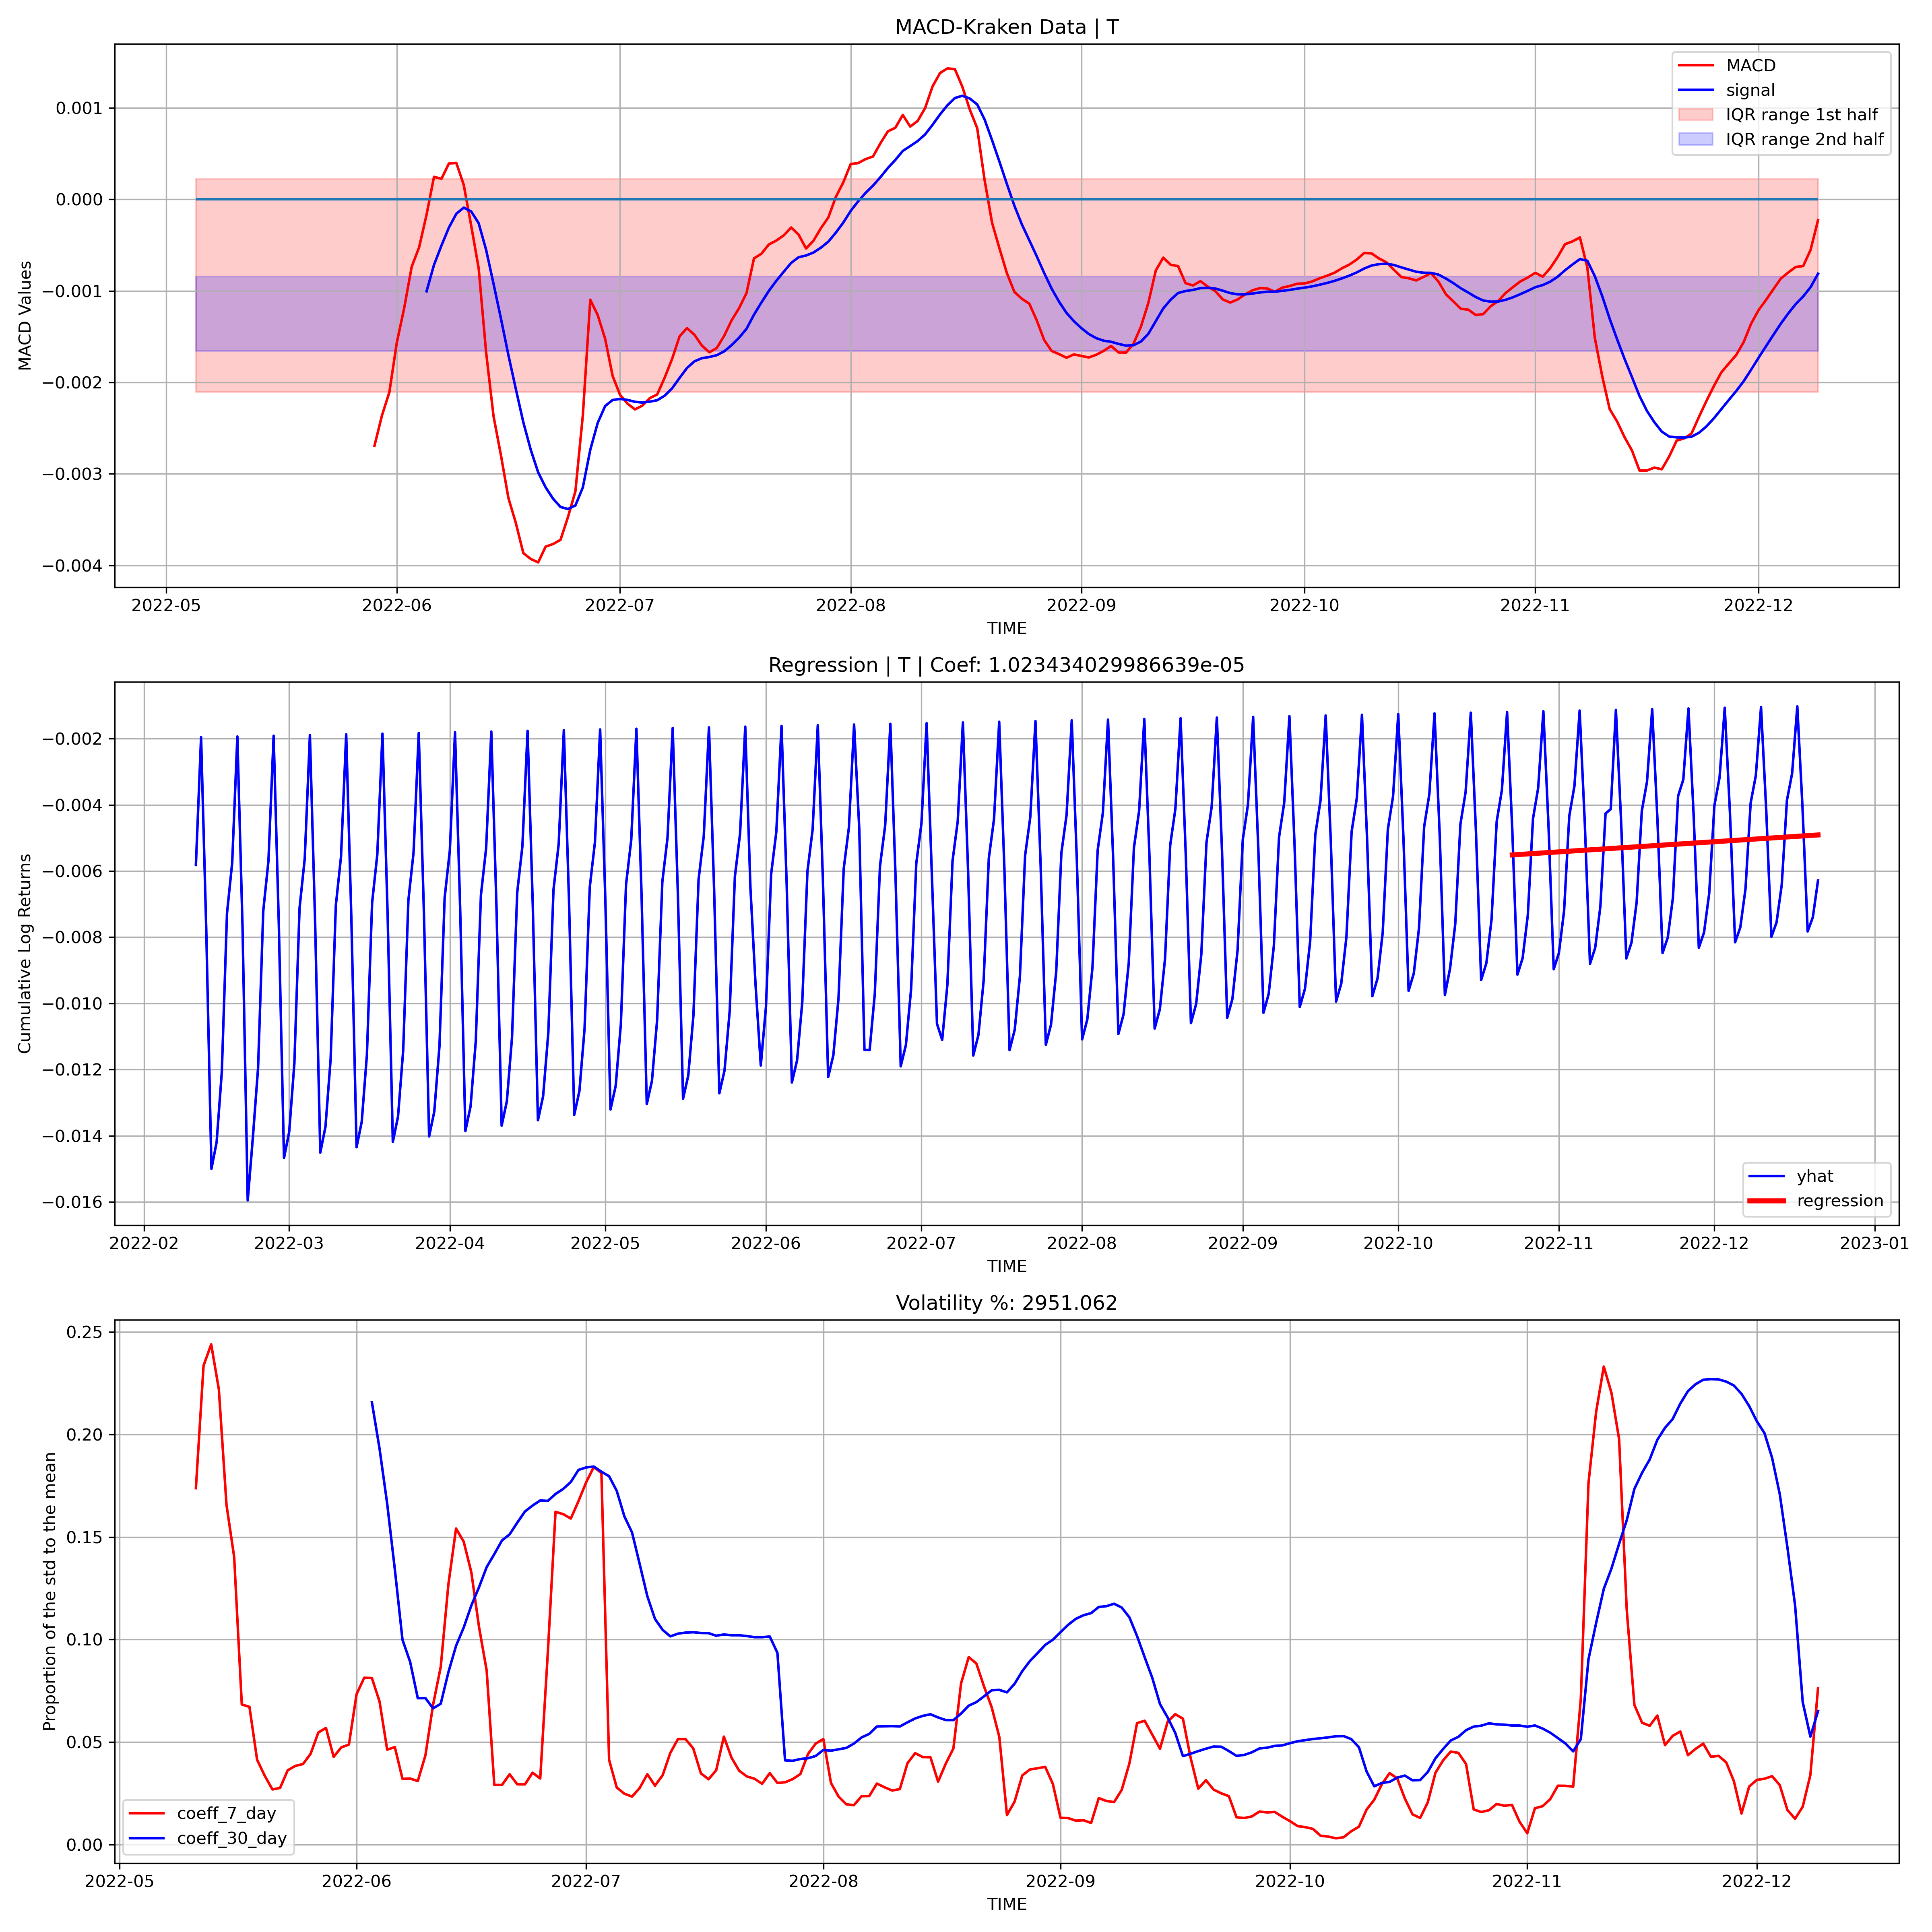 MACD-Kraken Data | T
MACD
signal
IQR range 1st half
IQR range 2nd half
0.001
0.000
−0.001
−0.002
−0.003
−0.004
MACD Values
2022-05 2022-06 2022-07 2022-08 2022-09 2022-10 2022-11 2022-12
TIME
Regression | T | Coef: 1.023434029986639e-05
−0.002
−0.004
−0.006
−0.008
−0.010
−0.012
−0.014
−0.016
Cumulative Log Returns
yhat
regression
2022-02 2022-03 2022-04 2022-05 2022-06 2022-07 2022-08 2022-09 2022-10 2022-11 2022-12 2023-01
TIME
Volatility %: 2951.062
0.25
0.20
0.15
0.10
0.05
0.00
Proportion of the std to the mean
coeff_7_day
coeff_30_day
2022-05 2022-06 2022-07 2022-08 2022-09 2022-10 2022-11 2022-12
TIME